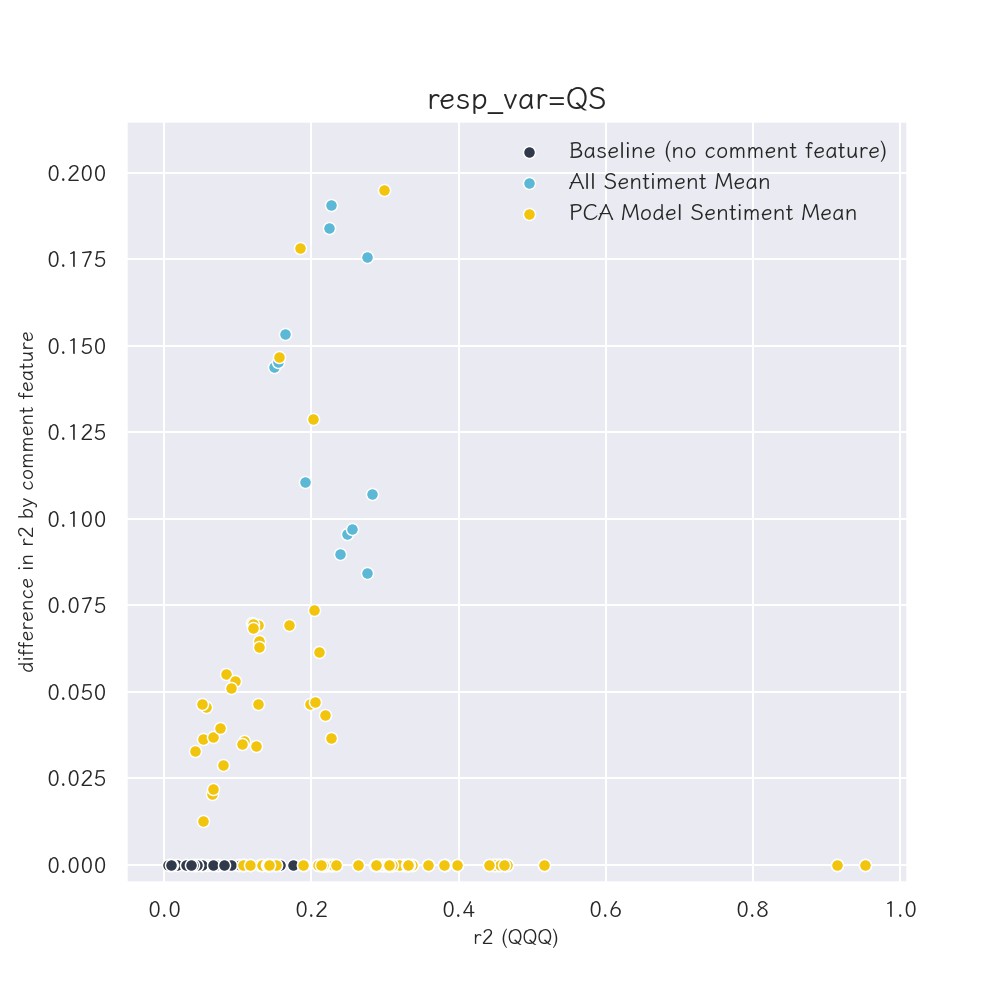 resp_var=QS
Baseline (no comment feature)
All Sentiment Mean
PCA Model Sentiment Mean
difference in r2 by comment feature
0.200
0.175
0.150
0.125
0.100
0.075
0.050
0.025
0.000
0.0 0.2 0.4 0.6 0.8 1.0
r2 (QQQ)